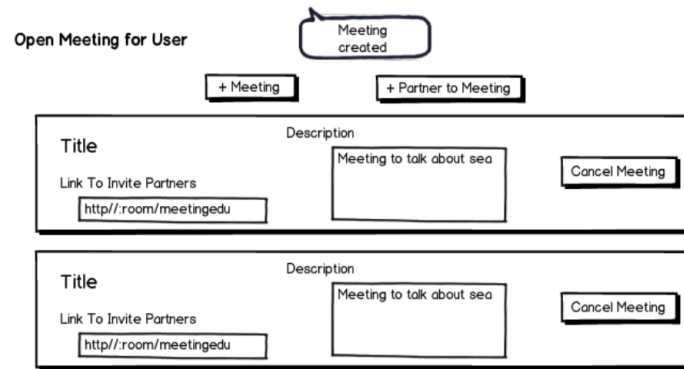 Open Meeting for User
Meeting
created
+ Meeting
+ Partner to Meeting
Title
Description
Meeting to talk about sea
Cancel Meeting
Link To Invite Partners
http//:room/meetingedu
Title
Description
Meeting to talk about sea
Cancel Meeting
Link To Invite Partners
http//:room/meetingedu